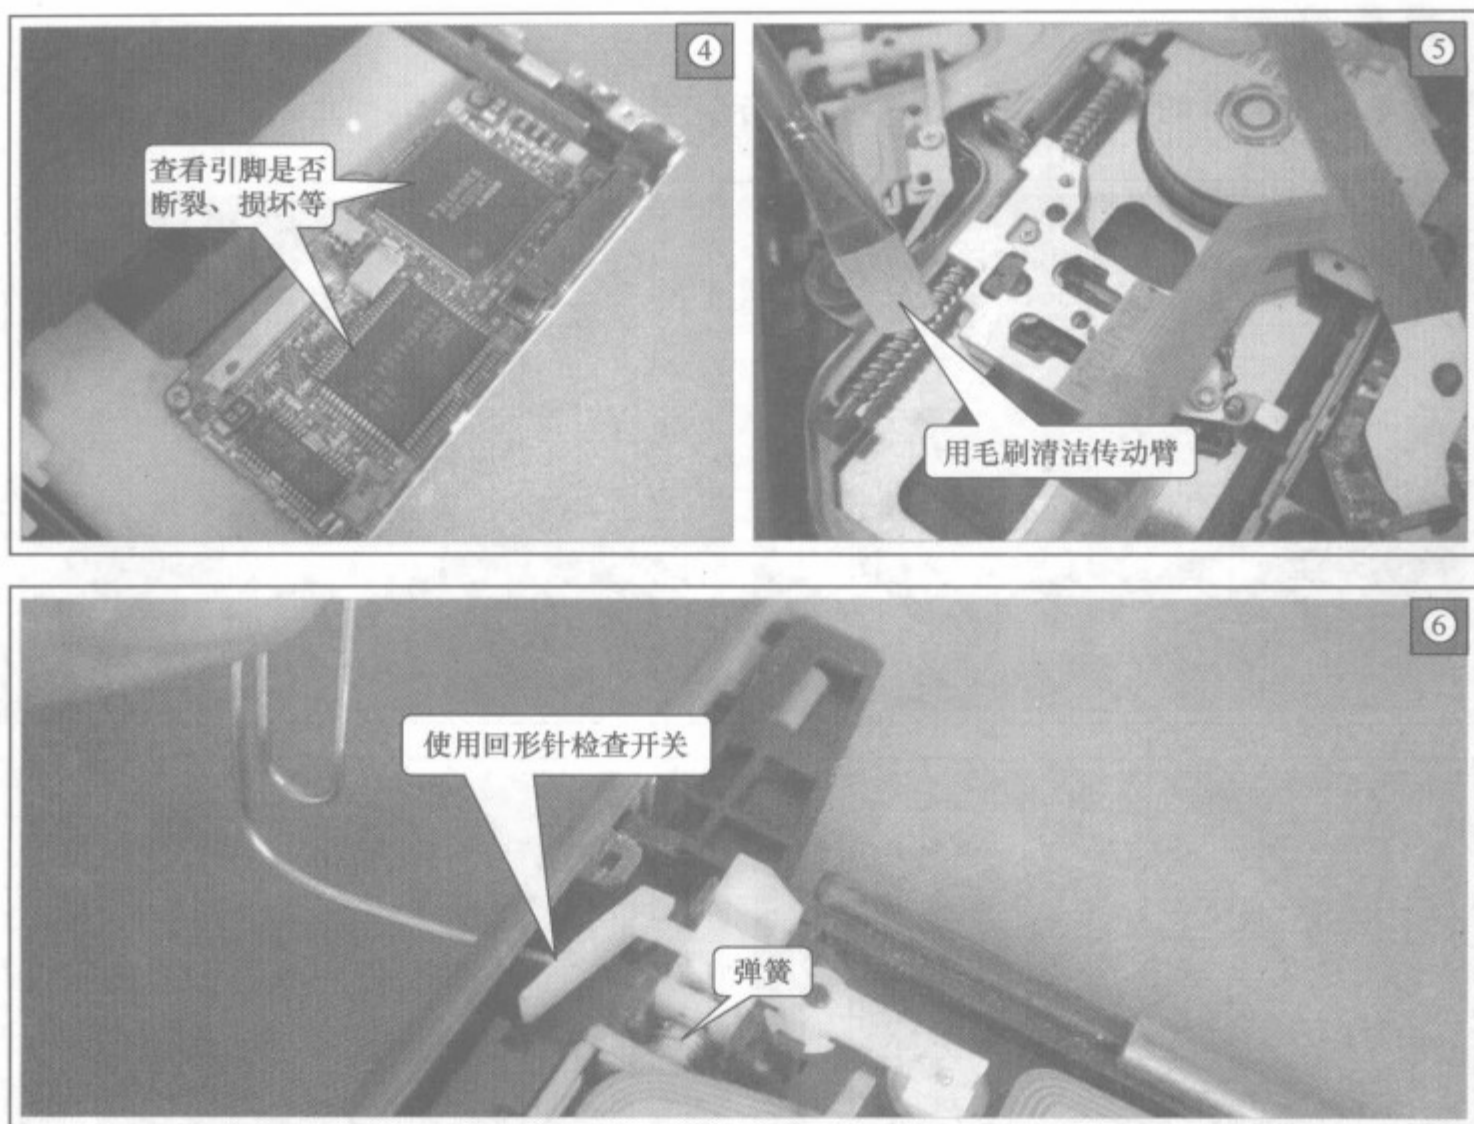 ④
查看引脚是否
断裂、损坏等
⑤
用毛刷清洁传动臂
⑥
使用回形针检查开关
弹簧